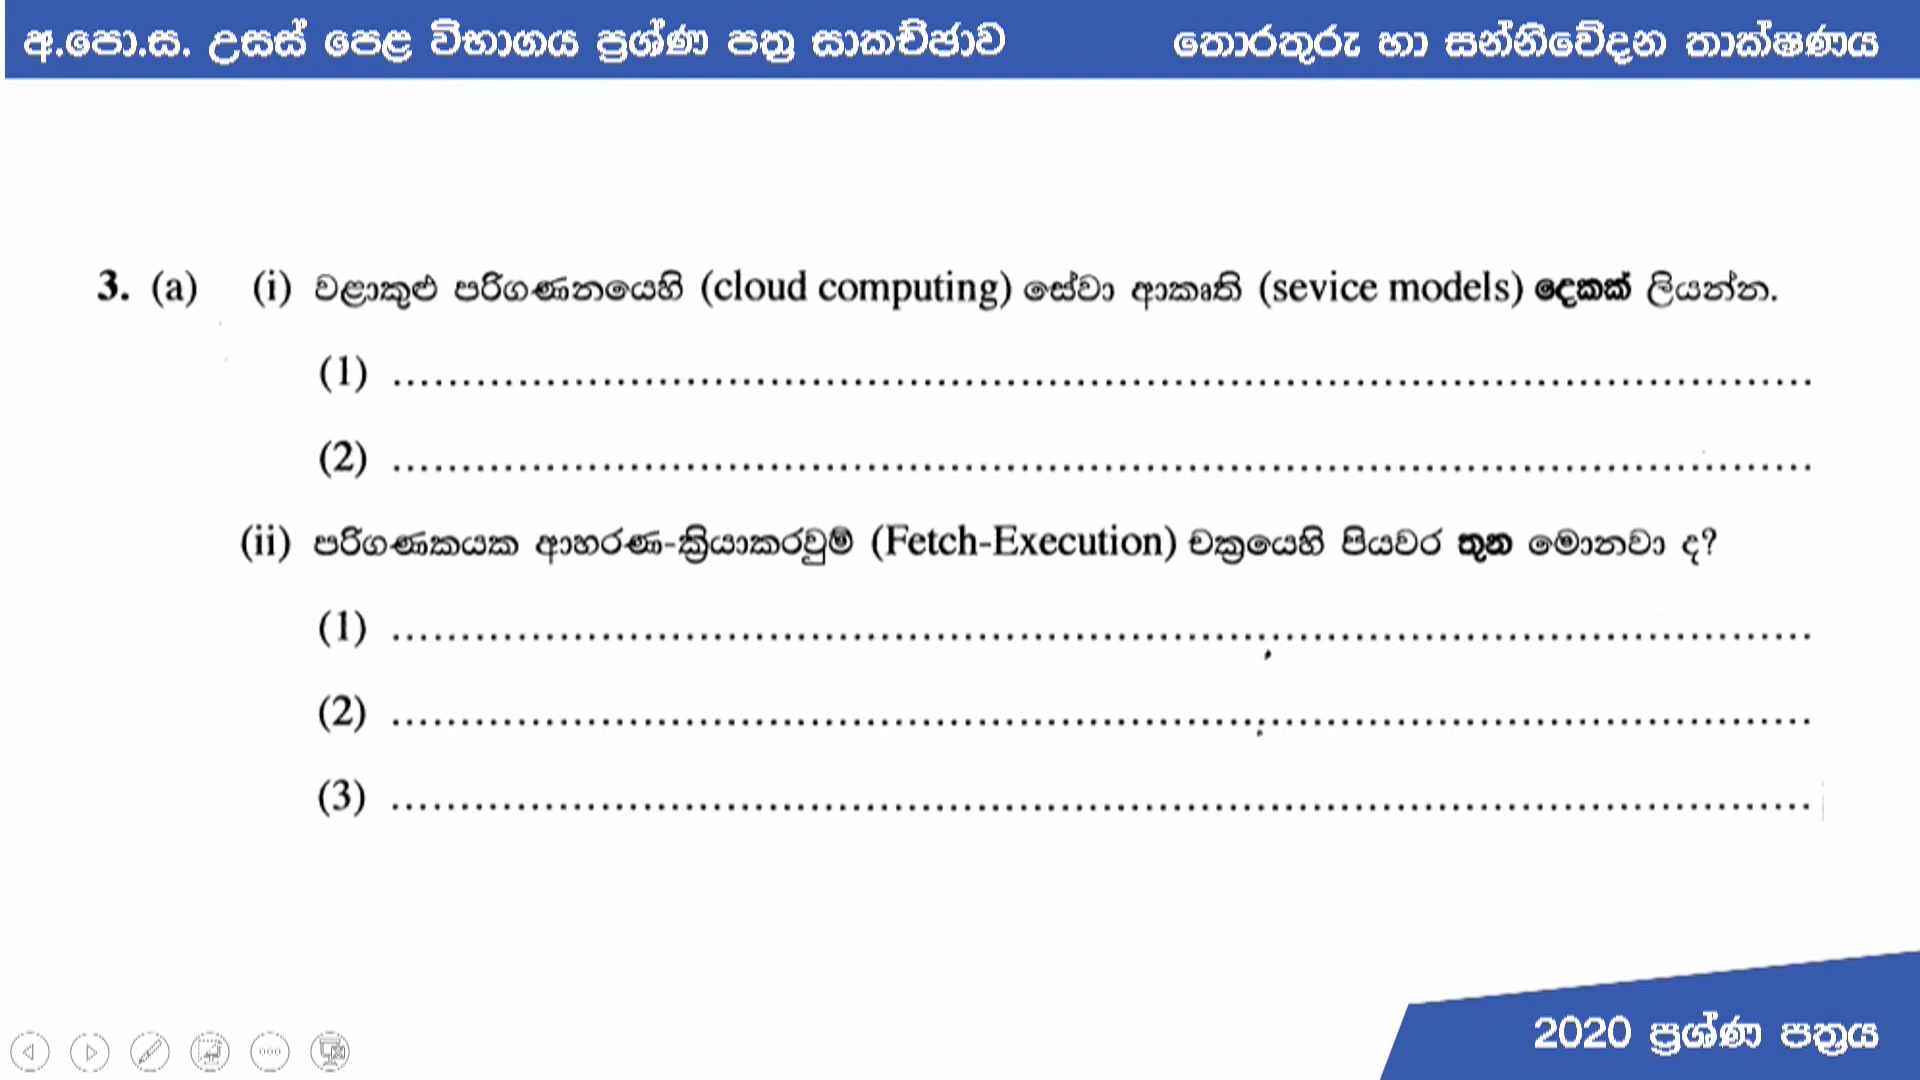 අ.පො.ස. උසස් පෙළ විභාගය ප්‍රශ්ණ පත්‍ර සාකච්ඡාව තොරතුරු හා සන්නිවේදන තාක්ෂණය
3. (a) (i) වළාකුළු පරිගණනයෙහි (cloud computing) සේවා ආකෘති (sevice models) දෙකක් ලියන්න.
(1) ..........................................................................................
(2) ..........................................................................................
(ii) පරිගණකයක ආහරණ-ක්‍රියාකරවුම් (Fetch-Execution) චක්‍රයෙහි පියවර තුන මොනවා ද?
(1) ..........................................................................................
(2) ..........................................................................................
(3) ..........................................................................................
2020 ප්‍රශ්ණ පත්‍රය